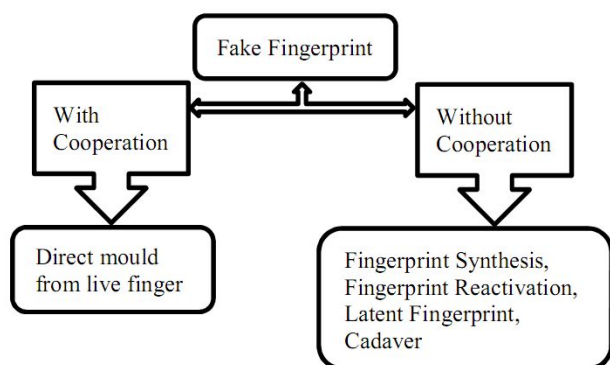 Fake Fingerprint
With
Cooperation
Without
Cooperation
Direct mould
from live finger
Fingerprint Synthesis,
Fingerprint Reactivation,
Latent Fingerprint,
Cadaver